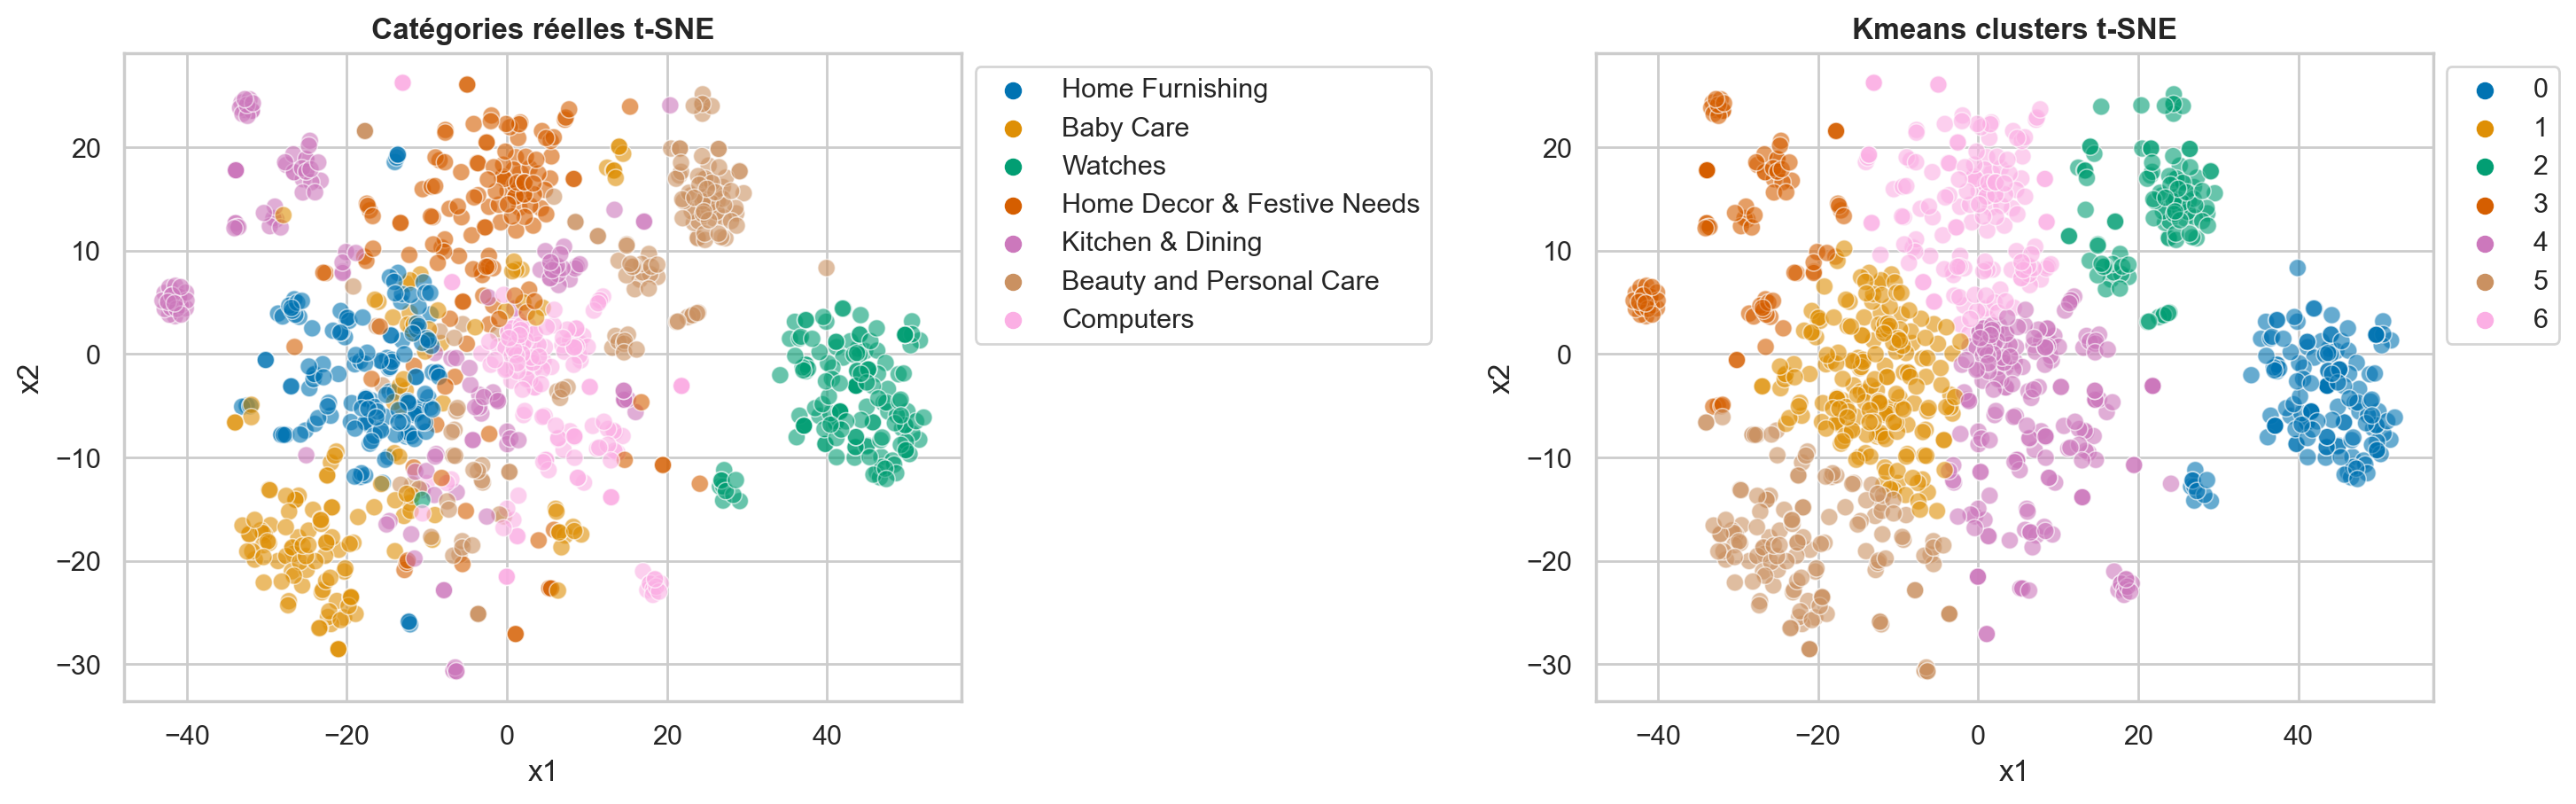 Catégories réelles t-SNE
20
10
0
−10
−20
−30
x2
−40
−20
0
20
40
x1
Home Furnishing
Baby Care
Watches
Home Decor & Festive Needs
Kitchen & Dining
Beauty and Personal Care
Computers
Kmeans clusters t-SNE
20
10
0
−10
−20
−30
x2
−40
−20
0
20
40
x1
0
1
2
3
4
5
6